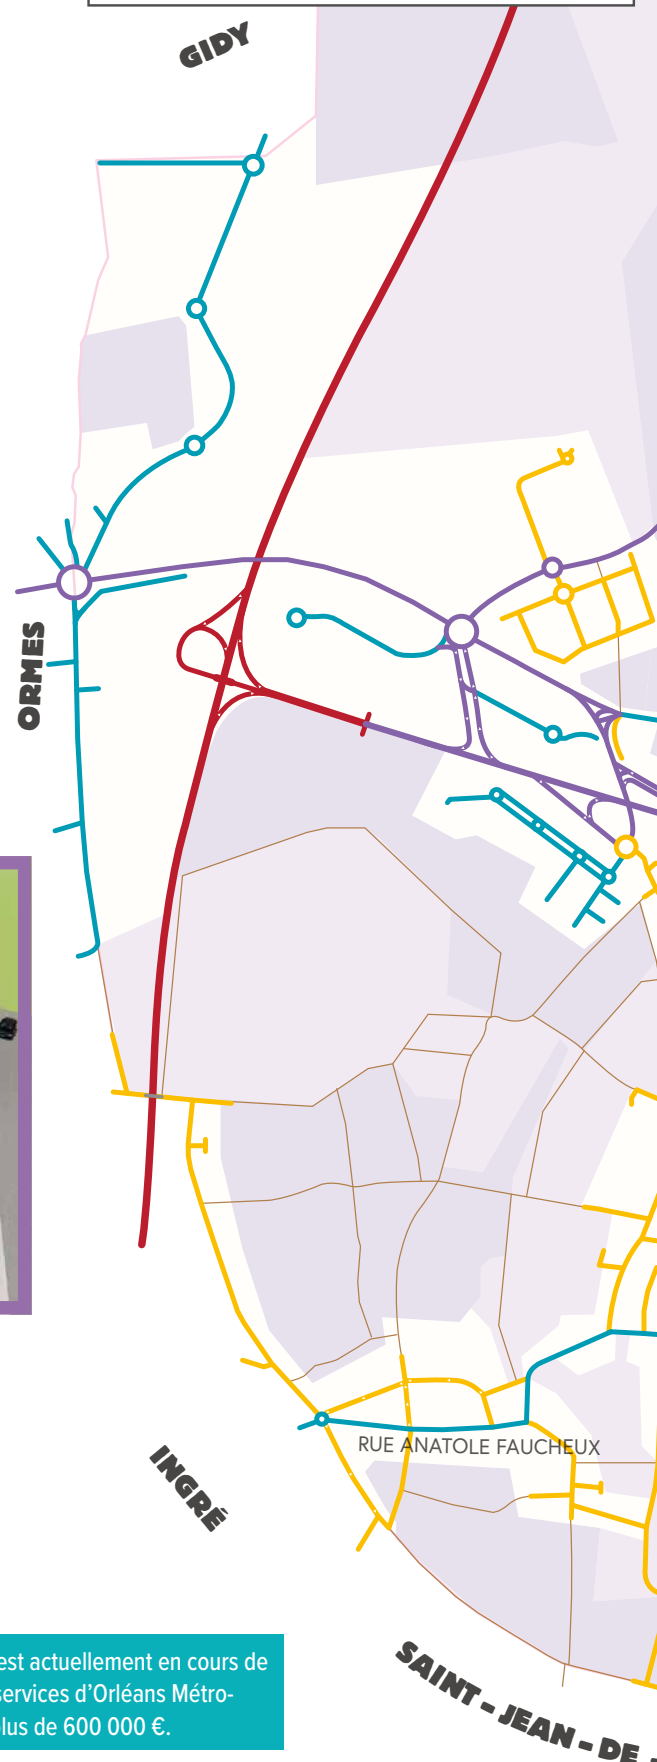 GIDY
ORMES
RUE ANATOLE FAUCHEUX
INGRÉ
est actuellement en cours de
services d’Orléans Métro-
plus de 600 000 €.
SAINT - JEAN - DE -